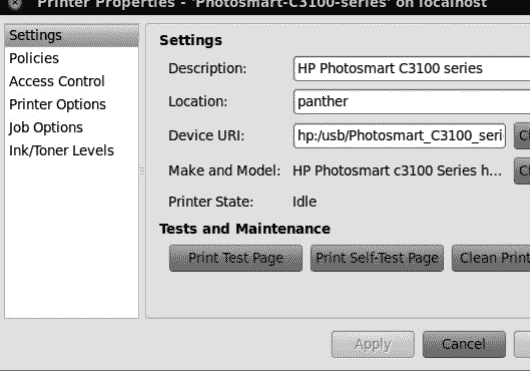 Printer Properties - 'Photosmart-C3100-series' on localhost
Settings
Policies
Access Control
Printer Options
Job Options
Ink/Toner Levels
Settings
Description: HP Photosmart C3100 series
Location: panther
Device URI: hp:/usb/Photosmart_C3100_seri
Make and Model: HP Photosmart c3100 Series h...
Printer State: Idle
Tests and Maintenance
Print Test Page Print Self-Test Page Clean Print
Apply Cancel